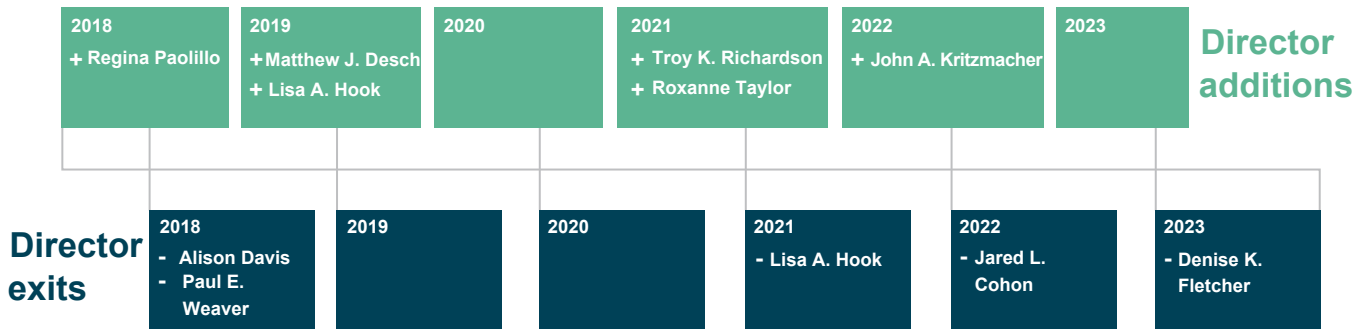 2018
+ Regina Paolillo
2019
+ Matthew J. Desch
+ Lisa A. Hook
2020
2021
+ Troy K. Richardson
+ Roxanne Taylor
2022
+ John A. Kritzmacher
2023
Director
additions
Director
exits
2018
- Alison Davis
- Paul E.
Weaver
2019
2020
2021
- Lisa A. Hook
2022
- Jared L.
Cohon
2023
- Denise K.
Fletcher